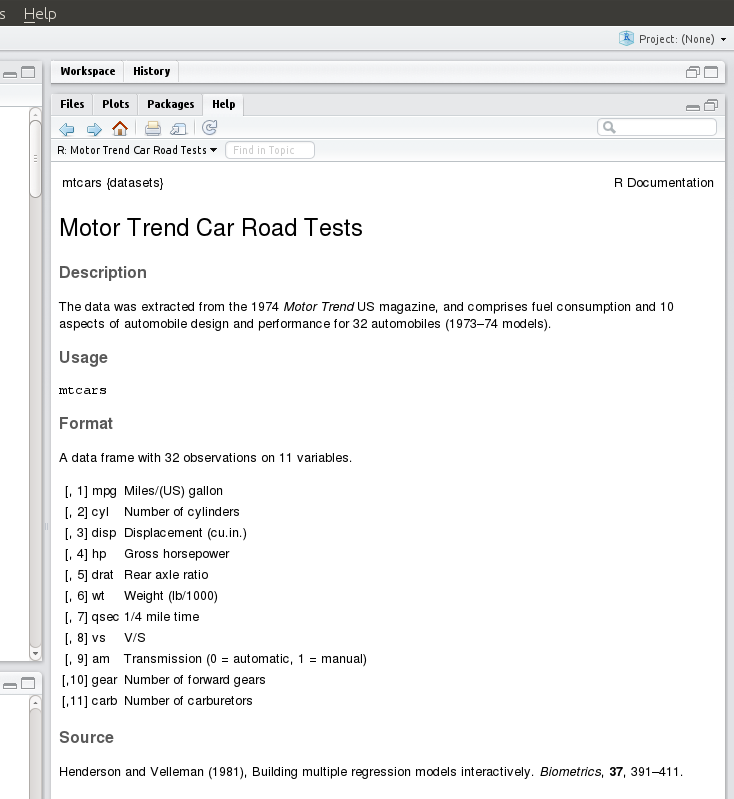 s Help
Project: (None)
Workspace History
Files Plots Packages Help
R: Motor Trend Car Road Tests Find in Topic
mtcars {datasets} R Documentation
Motor Trend Car Road Tests
Description
The data was extracted from the 1974 Motor Trend US magazine, and comprises fuel consumption and 10
aspects of automobile design and performance for 32 automobiles (1973–74 models).
Usage
mtcars
Format
A data frame with 32 observations on 11 variables.
[, 1] mpg Miles/(US) gallon
[, 2] cyl Number of cylinders
[, 3] disp Displacement (cu.in.)
[, 4] hp Gross horsepower
[, 5] drat Rear axle ratio
[, 6] wt Weight (lb/1000)
[, 7] qsec 1/4 mile time
[, 8] vs V/S
[, 9] am Transmission (0 = automatic, 1 = manual)
[,10] gear Number of forward gears
[,11] carb Number of carburetors
Source
Henderson and Velleman (1981), Building multiple regression models interactively. Biometrics, 37, 391–411.